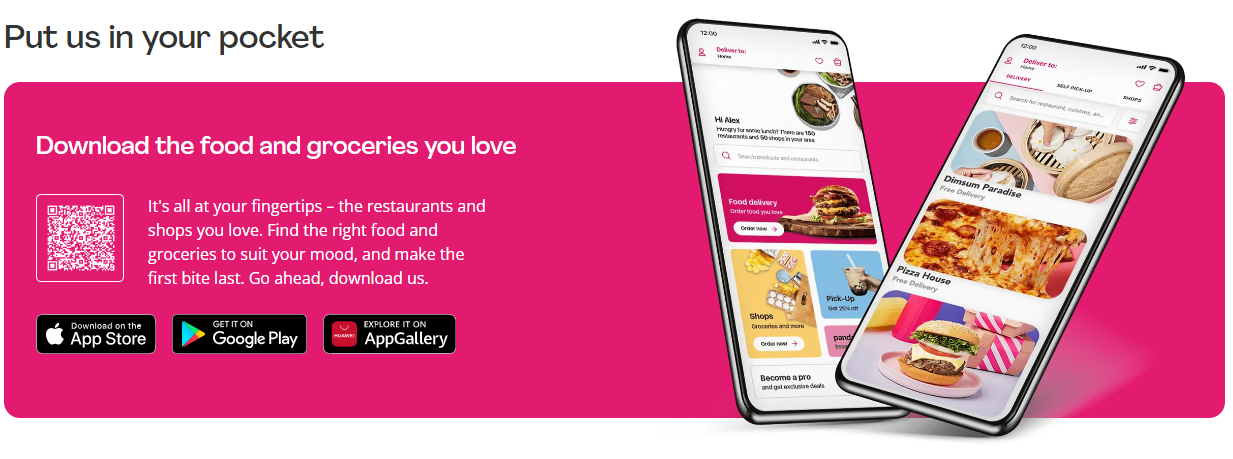 Put us in your pocket
Download the food and groceries you love
It's all at your fingertips – the restaurants and
shops you love. Find the right food and
groceries to suit your mood, and make the
first bite last. Go ahead, download us.
Download on the
App Store
GET IT ON
Google Play
HUAWEI
EXPLORE IT ON
AppGallery
12:00
Deliver to:
Home
Hi Alex
Hungry for some lunch? There are 150
restaurants and 50 shops in your area
Search products and restaurants
Food delivery
Order food you love
Order now
Shops
Groceries and more
Order now
Pick-Up
Get 25% off
Become a pro
and get exclusive deals
12:00
Deliver to:
Home
DELIVERY
SELF PICK-UP
SHOPS
Search for restaurant, cuisines, an...
Dimsum Paradise
Free Delivery
Pizza House
Free Delivery